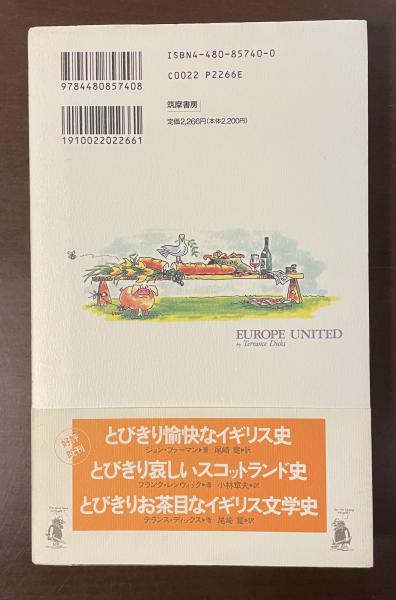 ISBN4-480-85740-0
C0022 P2266E
9784480857408
筑摩書房
定価2,266円(本体2,200円)
1910022022661
EUROPE UNITED
by Terrance Dicks
好評
既刊
とびきり愉快なイギリス史
ジョン・ファーマン著 尾崎 寔訳
とびきり哀しいスコットランド史
フランク・レンウィック著 小林章夫訳
とびきりお茶目なイギリス文学史
テランス・ディックス著 尾崎 寔訳